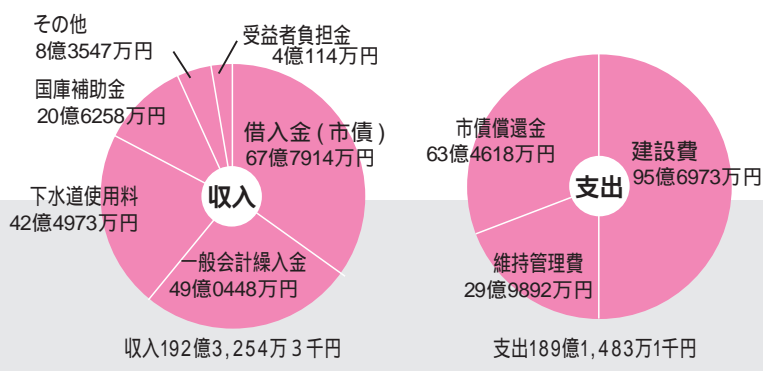 その他
8億3547万円
受益者負担金
4億114万円
国庫補助金
20億6258万円
借入金(市債)
67億7914万円
下水道使用料
42億4973万円
収入
一般会計繰入金
49億0448万円
収入192億3,254万3千円
市債償還金
63億4618万円
建設費
95億6973万円
支出
維持管理費
29億9892万円
支出189億1,483万1千円